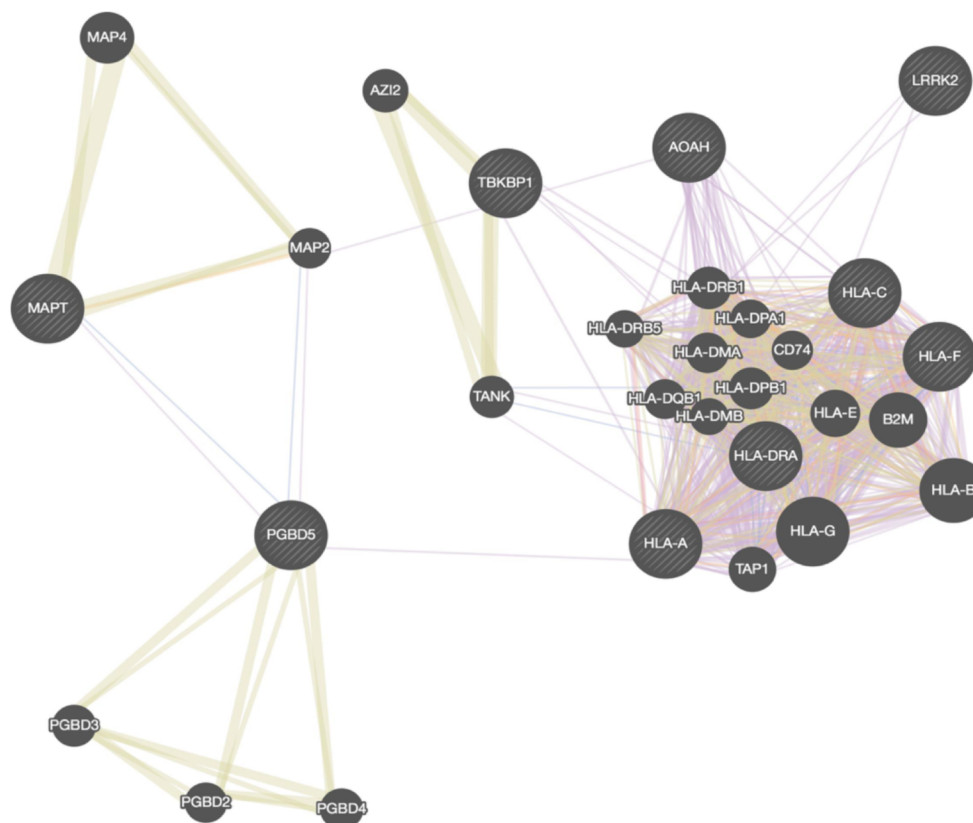 MAP4
LRRK2
AZI2
AOAH
TBKBP1
MAP2
HLA-DRB1
HLA-C
MAPT
HLA-DPA1
HLA-DRB5
HLA-DMA
CD74
HLA-F
HLA-DPB1
TANK
HLA-DQB1
HLA-DMB
HLA-E
B2M
HLA-DRA
HLA-B
PGBD5
HLA-G
HLA-A
TAP1
PGBD3
PGBD2
PGBD4